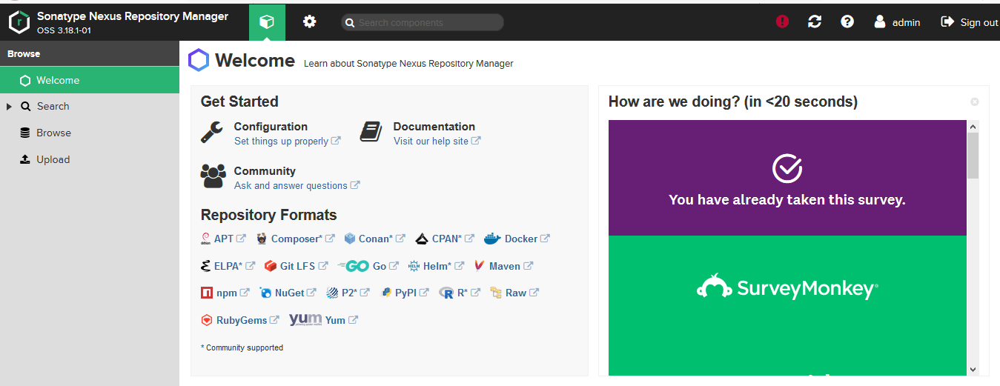 Sonatype Nexus Repository Manager
OSS 3.18.1-01
Search components
admin
Sign out
Browse
Welcome
Search
Browse
Upload
Welcome Learn about Sonatype Nexus Repository Manager
Get Started
Configuration
Set things up properly
Documentation
Visit our help site
Community
Ask and answer questions
Repository Formats
APT Composer* Conan* CPAN* Docker
ELPA* Git LFS GO Go HELM Helm* Maven
npm NuGet P2* PyPI R* Raw
RubyGems yum Yum
* Community supported
How are we doing? (in <20 seconds)
You have already taken this survey.
SurveyMonkey®